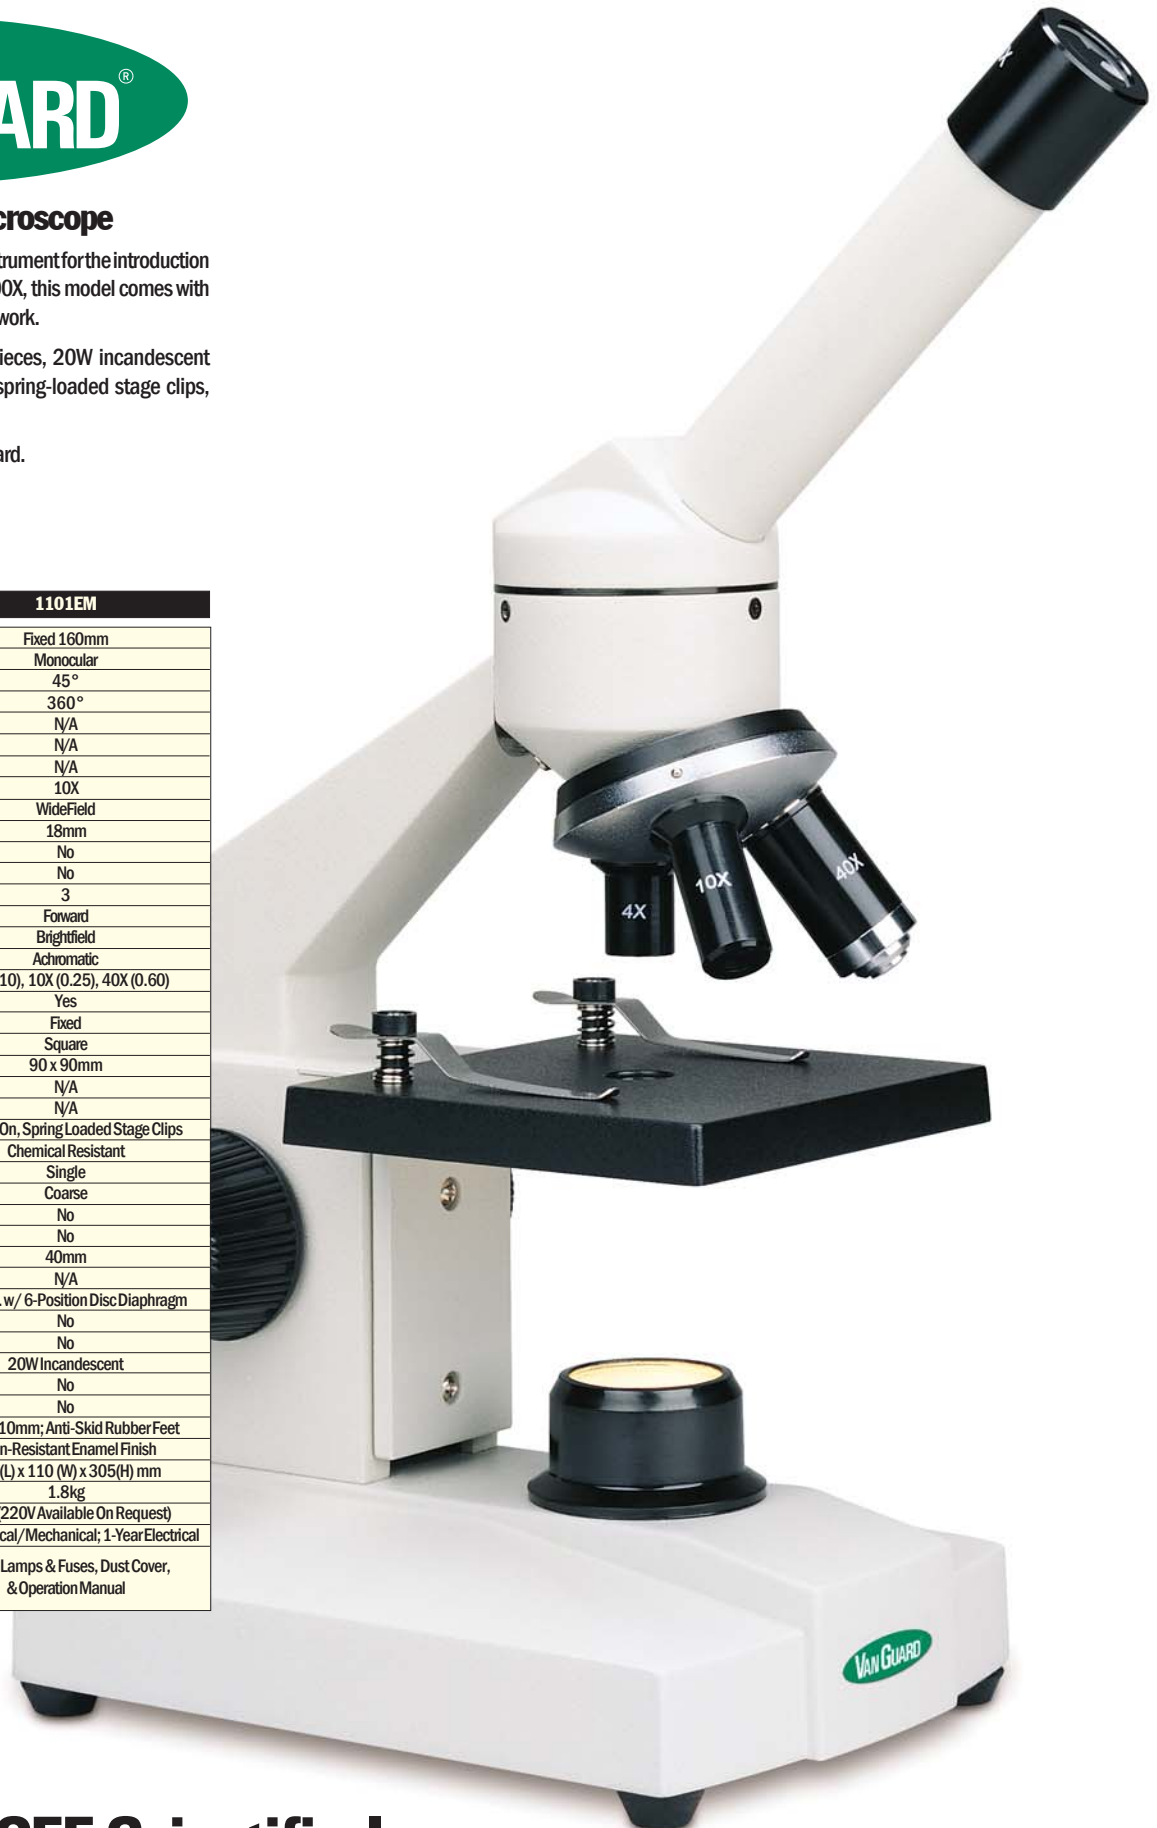 ARD®
croscope
trument for the introduction
00X, this model comes with
work.
ieces, 20W incandescent
spring-loaded stage clips,
ard.
1101EM
Fixed 160mm
Monocular
45°
360°
N/A
N/A
N/A
10X
WideField
18mm
No
No
3
Forward
Brightfield
Achromatic
10), 10X (0.25), 40X (0.60)
Yes
Fixed
Square
90 x 90mm
N/A
N/A
On, Spring Loaded Stage Clips
Chemical Resistant
Single
Coarse
No
No
40mm
N/A
. w/ 6-Position Disc Diaphragm
No
No
20W Incandescent
No
No
10mm; Anti-Skid Rubber Feet
n-Resistant Enamel Finish
(L) x 110 (W) x 305(H) mm
1.8kg
(220V Available On Request)
cal/Mechanical; 1-Year Electrical
Lamps & Fuses, Dust Cover,
& Operation Manual
X
4X
10X
40X
VANGUARD